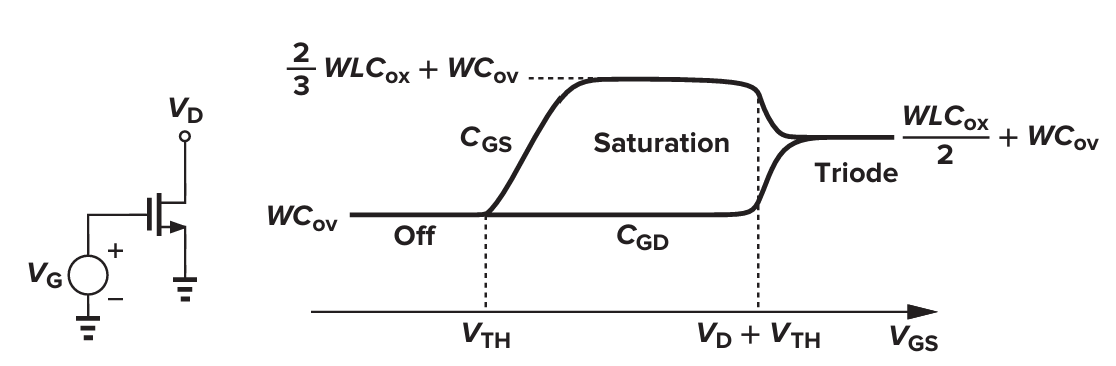 V_D
V_G
+
−
2/3 WLC_ox + WC_ov
C_GS
Saturation
WLC_ox/2 + WC_ov
Triode
WC_ov
Off
C_GD
V_TH
V_D + V_TH
V_GS